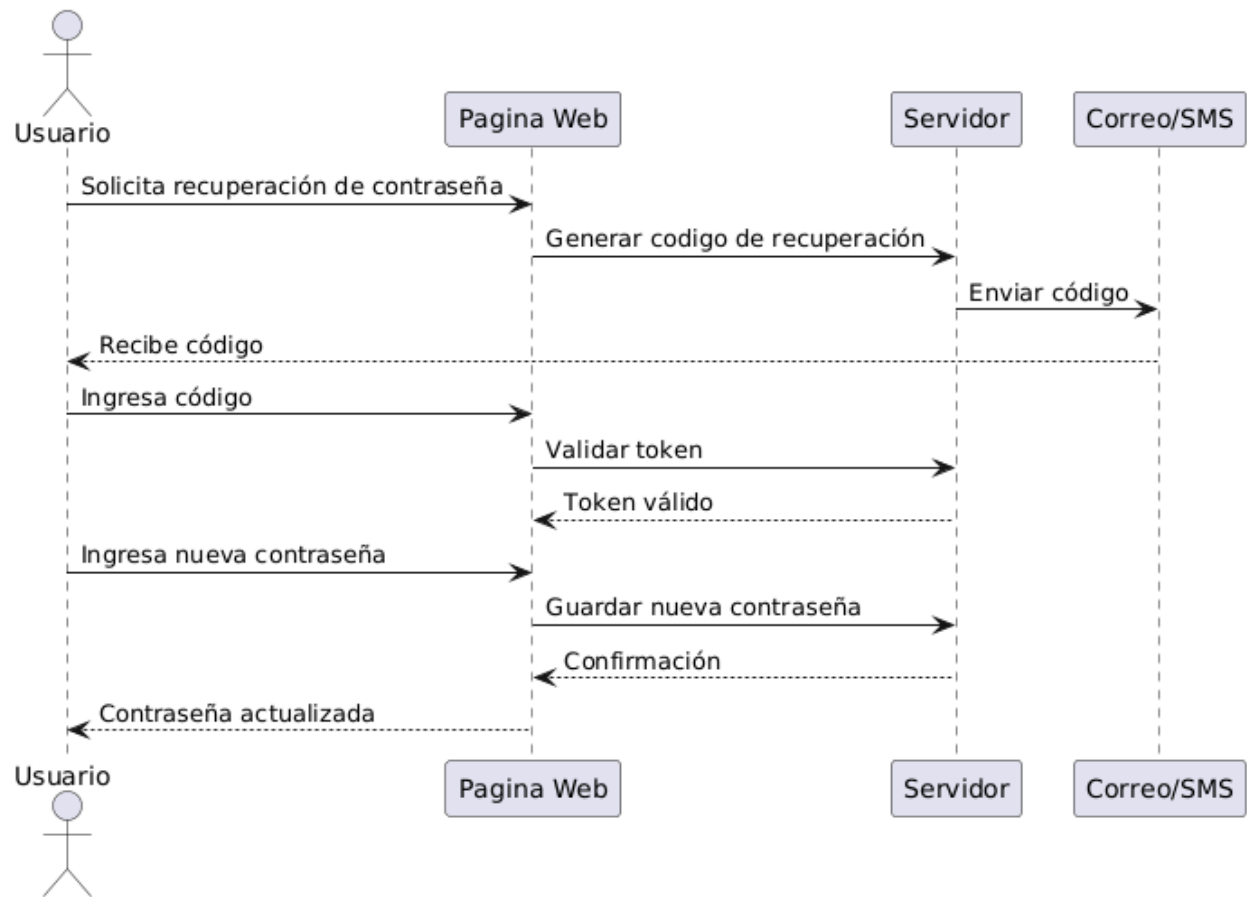 Usuario
Pagina Web
Servidor
Correo/SMS
Solicita recuperación de contraseña
Generar codigo de recuperación
Enviar código
Recibe código
Ingresa código
Validar token
Token válido
Ingresa nueva contraseña
Guardar nueva contraseña
Confirmación
Contraseña actualizada
Usuario
Pagina Web
Servidor
Correo/SMS